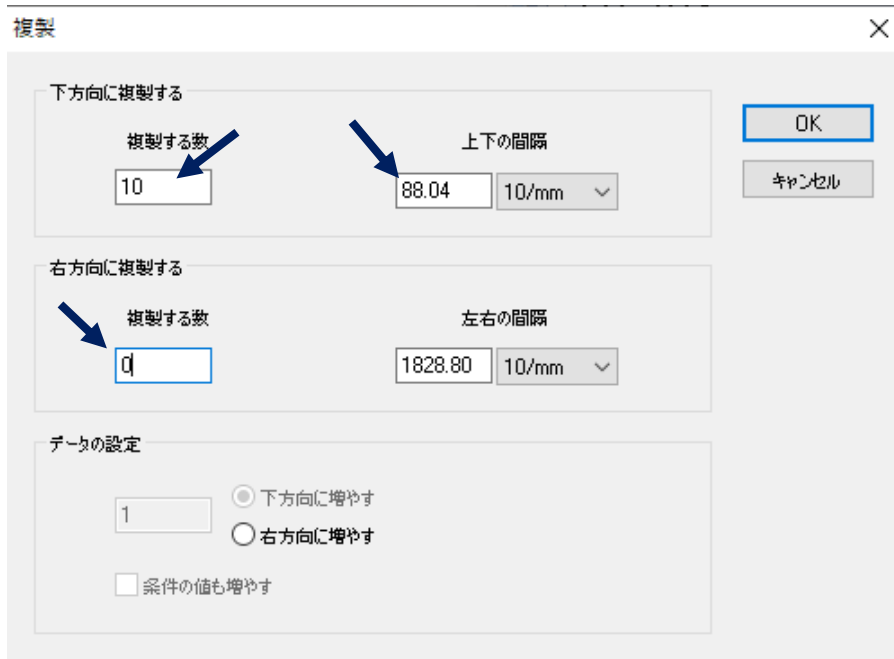 複製
下方向に複製する
複製する数 上下の間隔
10 88.04 10/mm
OK
キャンセル
右方向に複製する
複製する数 左右の間隔
0 1828.80 10/mm
データの設定
1
下方向に増やす
右方向に増やす
条件の値も増やす